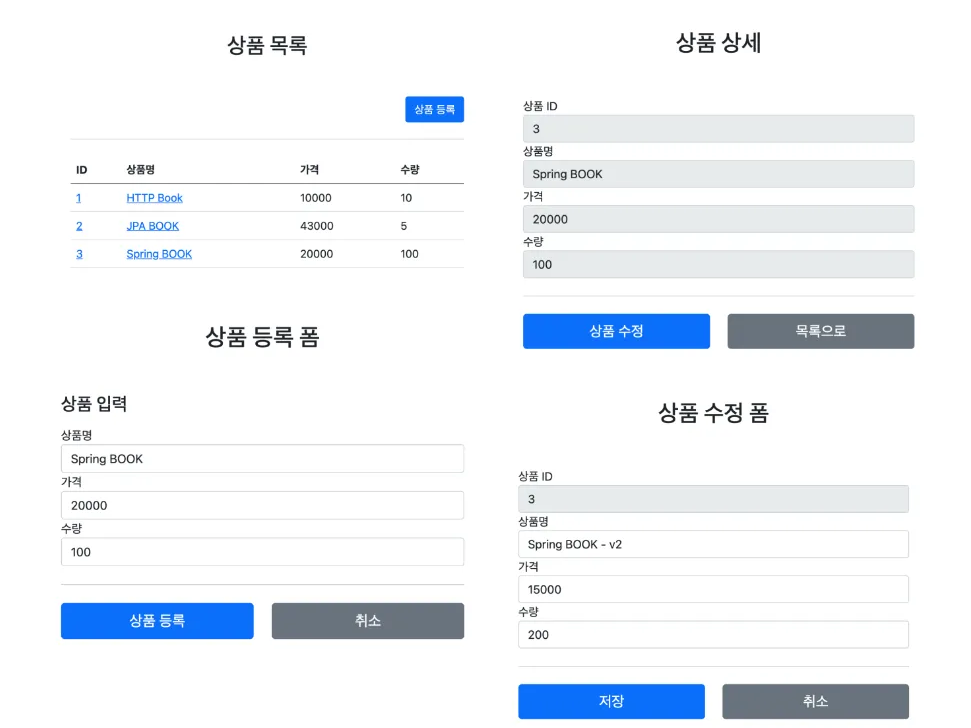 상품 목록
상품 등록
ID 상품명 가격 수량
1 HTTP Book 10000 10
2 JPA BOOK 43000 5
3 Spring BOOK 20000 100
상품 등록 폼
상품 입력
상품명
Spring BOOK
가격
20000
수량
100
상품 등록 취소
상품 상세
상품 ID
3
상품명
Spring BOOK
가격
20000
수량
100
상품 수정 목록으로
상품 수정 폼
상품 ID
3
상품명
Spring BOOK - v2
가격
15000
수량
200
저장 취소